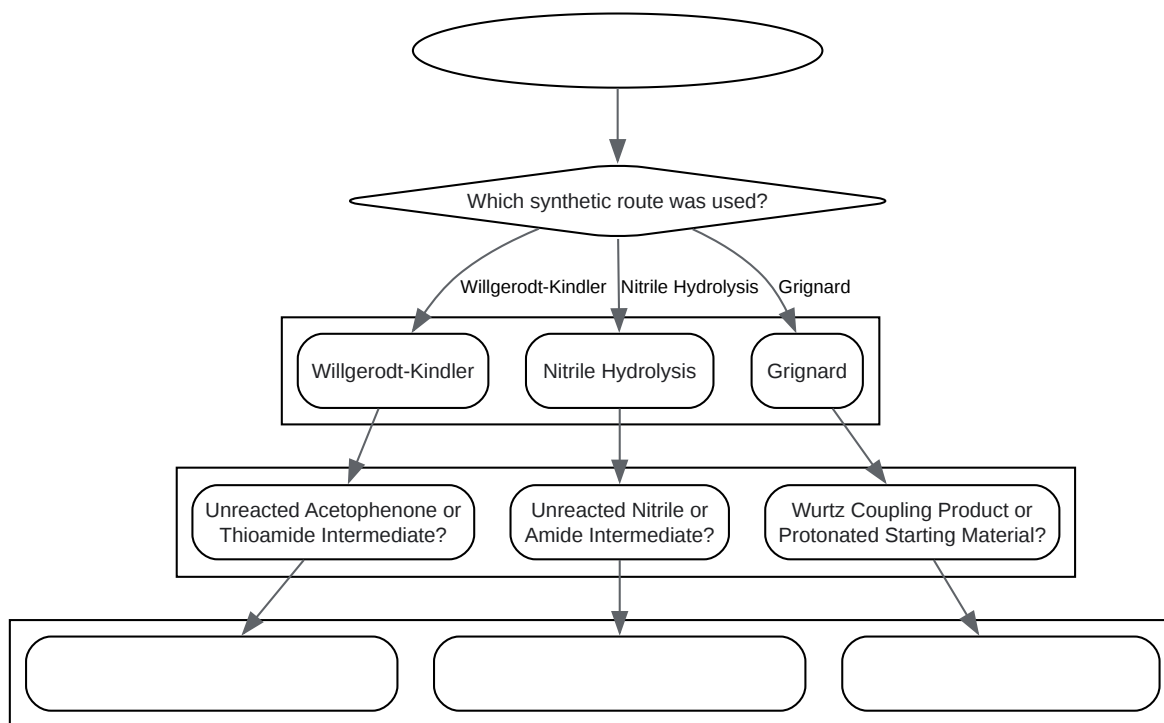 Which synthetic route was used?
Willgerodt-Kindler
Nitrile Hydrolysis
Grignard
Willgerodt-Kindler
Nitrile Hydrolysis
Grignard
Unreacted Acetophenone or
Thioamide Intermediate?
Unreacted Nitrile or
Amide Intermediate?
Wurtz Coupling Product or
Protonated Starting Material?